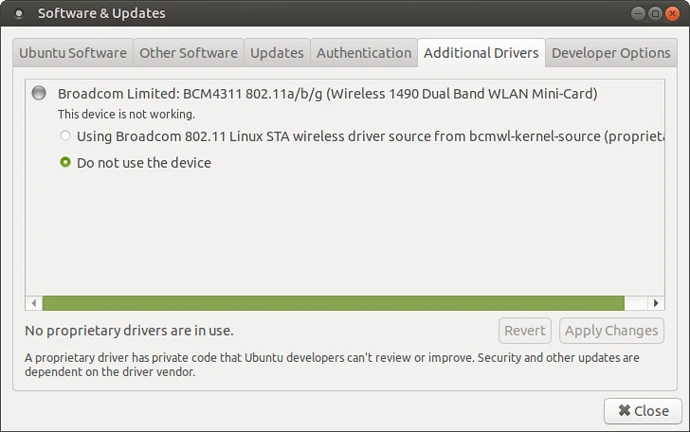 Software & Updates
Ubuntu Software Other Software Updates Authentication Additional Drivers Developer Options
Broadcom Limited: BCM4311 802.11a/b/g (Wireless 1490 Dual Band WLAN Mini-Card)
This device is not working.
Using Broadcom 802.11 Linux STA wireless driver source from bcmwl-kernel-source (proprieta
Do not use the device
No proprietary drivers are in use.
Revert Apply Changes
A proprietary driver has private code that Ubuntu developers can't review or improve. Security and other updates are
dependent on the driver vendor.
Close